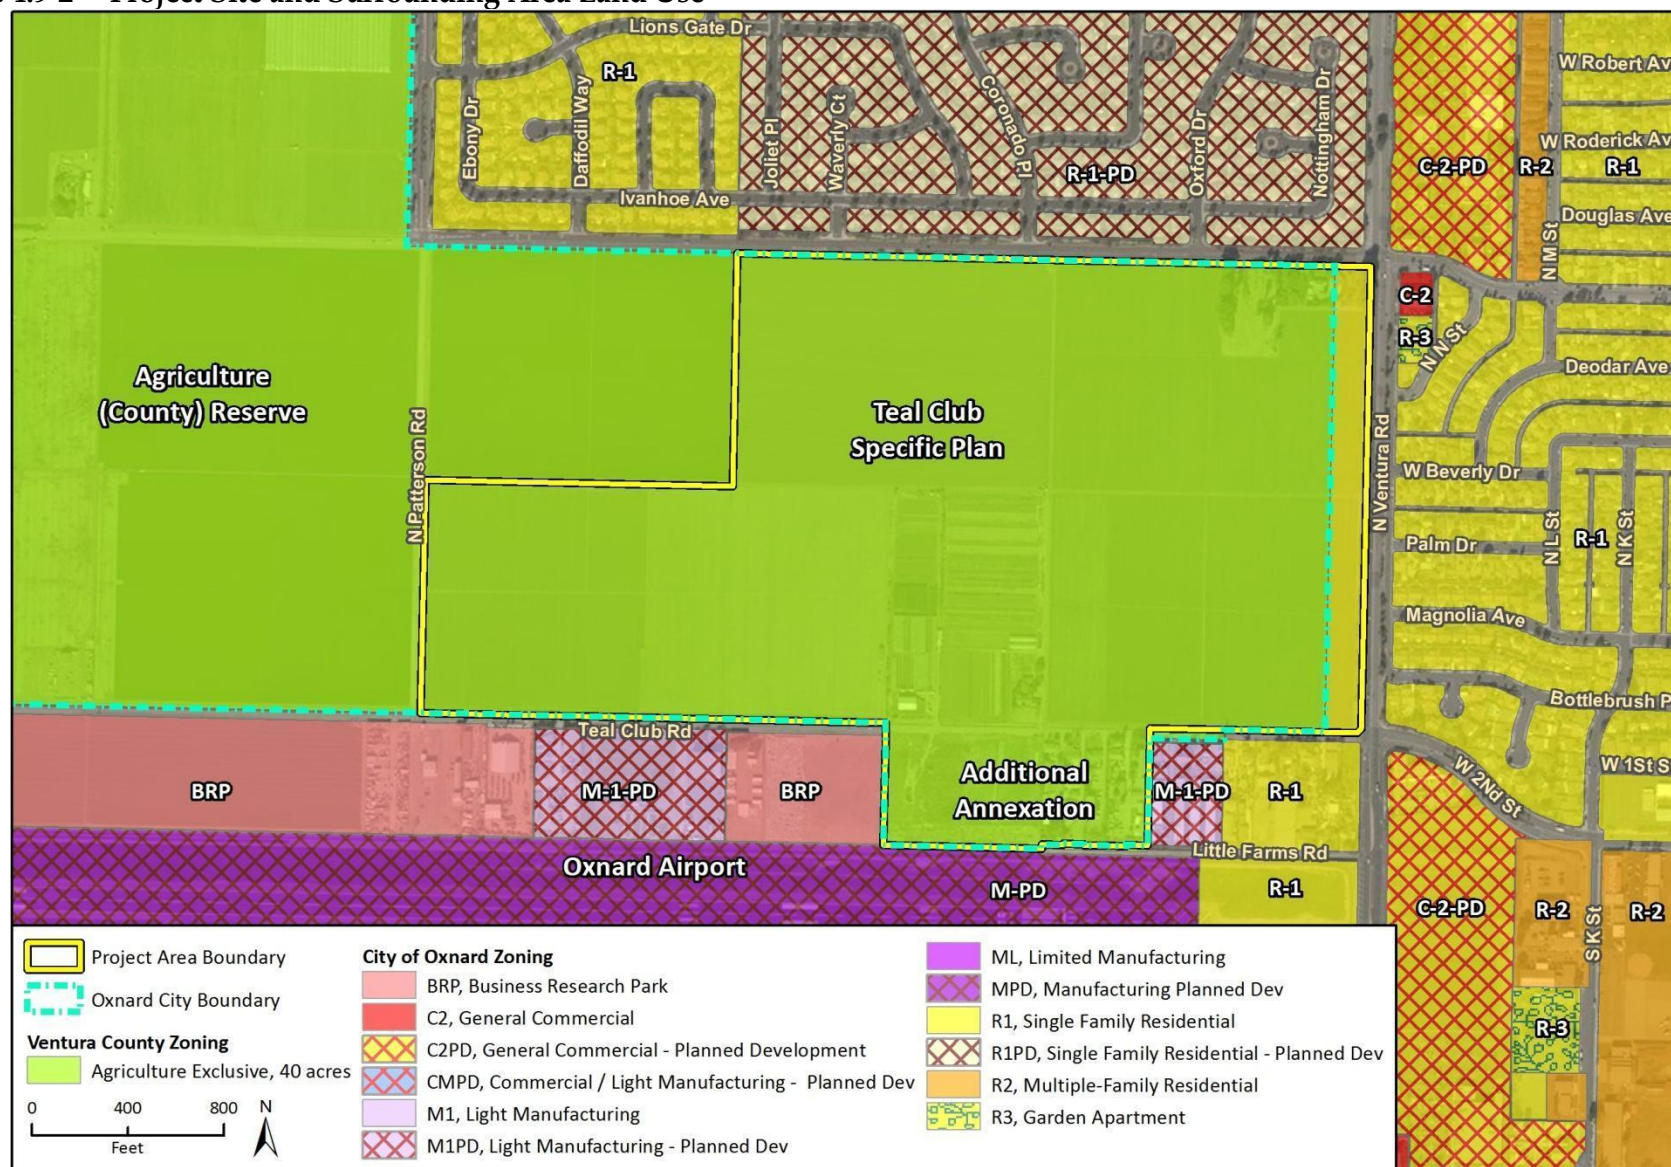 Project Site and Surrounding Area Land Use
Lions Gate Dr
R-1
Ebony Dr
Daffodil Way
Joliet Pl
Waverly Ct
Coronado Pl
Oxford Dr
Nottingham Dr
Ivanhoe Ave
R-1-PD
C-2-PD
R-2
R-1
W Robert Av
W Roderick Av
Douglas Ave
N M St
C-2
R-3
N N St
Deodar Ave
Agriculture
(County) Reserve
Teal Club
Specific Plan
N Patterson Rd
N Ventura Rd
W Beverly Dr
N L St
R-1
N K St
Palm Dr
Magnolia Ave
Bottlebrush P
W 1St S
W 2Nd St
Teal Club Rd
BRP
M-1-PD
BRP
Additional
Annexation
M-1-PD
R-1
Little Farms Rd
Oxnard Airport
M-PD
R-1
C-2-PD
R-2
S K St
R-2
R-3
Project Area Boundary
Oxnard City Boundary
Ventura County Zoning
Agriculture Exclusive, 40 acres
0 400 800 N
Feet
City of Oxnard Zoning
BRP, Business Research Park
C2, General Commercial
C2PD, General Commercial - Planned Development
CMPD, Commercial / Light Manufacturing - Planned Dev
M1, Light Manufacturing
M1PD, Light Manufacturing - Planned Dev
ML, Limited Manufacturing
MPD, Manufacturing Planned Dev
R1, Single Family Residential
R1PD, Single Family Residential - Planned Dev
R2, Multiple-Family Residential
R3, Garden Apartment